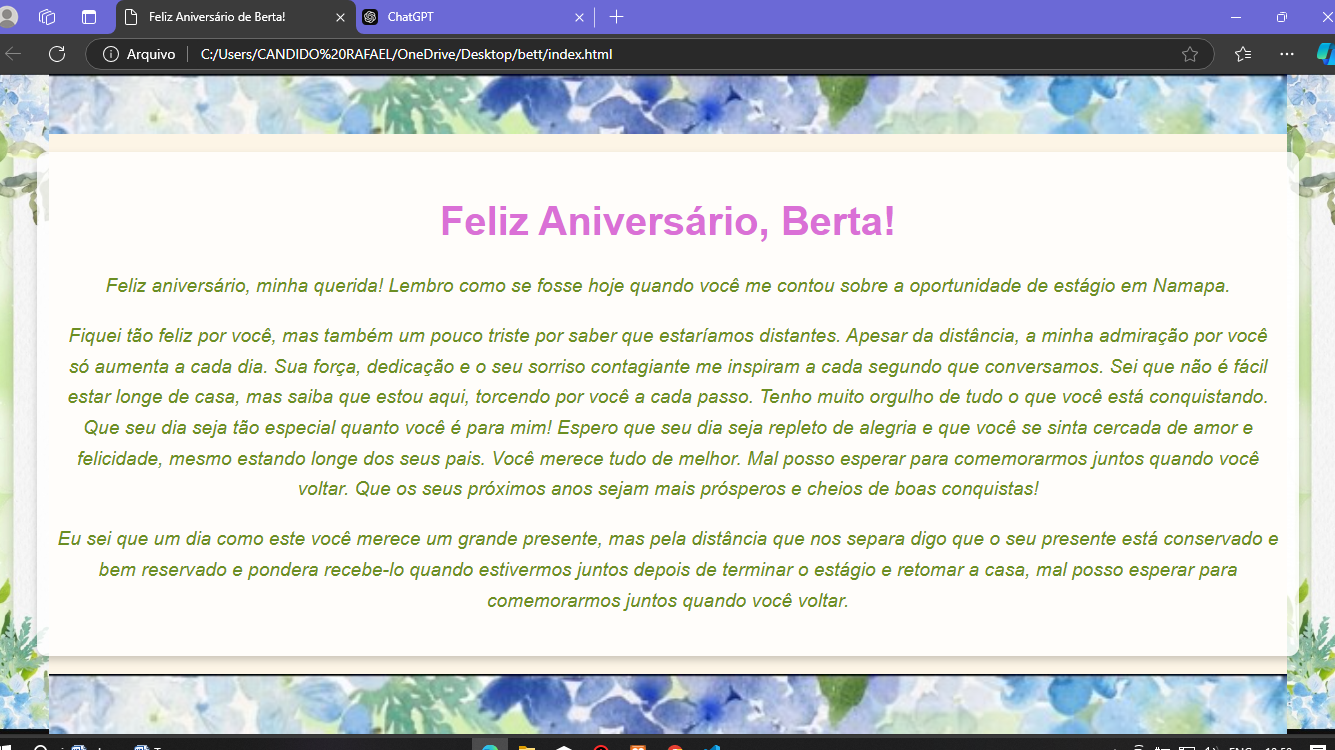 Feliz Aniversário de Berta!
ChatGPT
Arquivo
C:/Users/CANDIDO%20RAFAEL/OneDrive/Desktop/bett/index.html
Feliz Aniversário, Berta!
Feliz aniversário, minha querida! Lembro como se fosse hoje quando você me contou sobre a oportunidade de estágio em Namapa.
Fiquei tão feliz por você, mas também um pouco triste por saber que estaríamos distantes. Apesar da distância, a minha admiração por você
só aumenta a cada dia. Sua força, dedicação e o seu sorriso contagiante me inspiram a cada segundo que conversamos. Sei que não é fácil
estar longe de casa, mas saiba que estou aqui, torcendo por você a cada passo. Tenho muito orgulho de tudo o que você está conquistando.
Que seu dia seja tão especial quanto você é para mim! Espero que seu dia seja repleto de alegria e que você se sinta cercada de amor e
felicidade, mesmo estando longe dos seus pais. Você merece tudo de melhor. Mal posso esperar para comemorarmos juntos quando você
voltar. Que os seus próximos anos sejam mais prósperos e cheios de boas conquistas!
Eu sei que um dia como este você merece um grande presente, mas pela distância que nos separa digo que o seu presente está conservado e
bem reservado e pondera recebe-lo quando estivermos juntos depois de terminar o estágio e retomar a casa, mal posso esperar para
comemorarmos juntos quando você voltar.